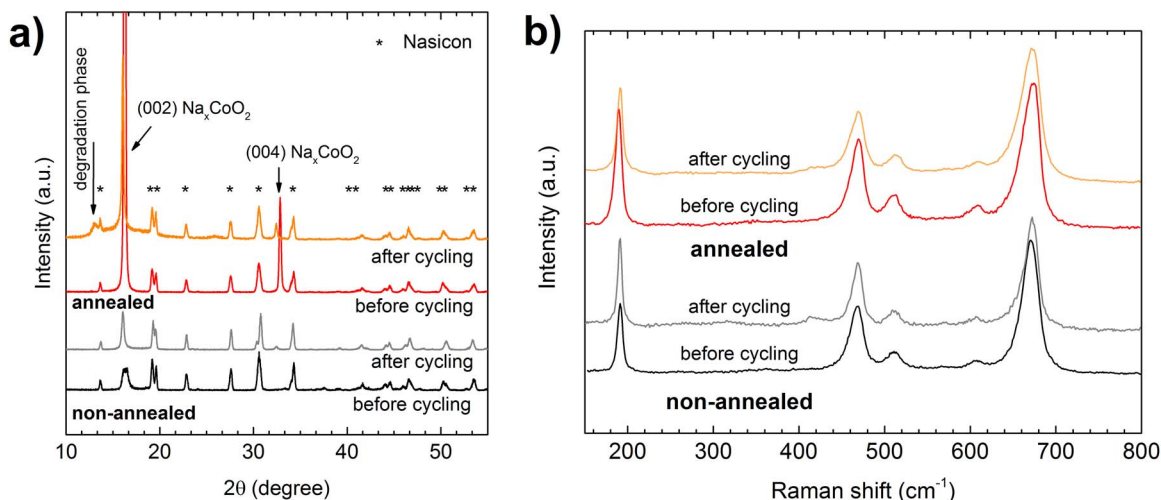 a)
* Nasicon
degradation phase
(002) NaₓCoO₂
(004) NaₓCoO₂
* ** * * * * ** ** **** ** **
after cycling
annealed
before cycling
after cycling
before cycling
non-annealed
Intensity (a.u.)
10 20 30 40 50
2θ (degree)
b)
after cycling
before cycling
annealed
after cycling
before cycling
non-annealed
Intensity (a.u.)
200 300 400 500 600 700 800
Raman shift (cm⁻¹)